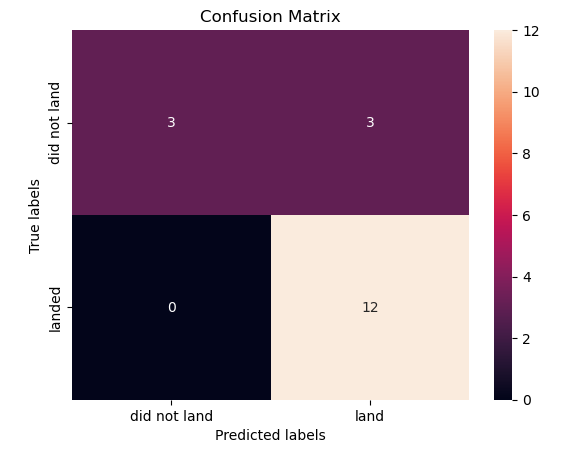 Confusion Matrix
True labels
did not land
landed
3
3
0
12
did not land
land
Predicted labels
12
10
8
6
4
2
0